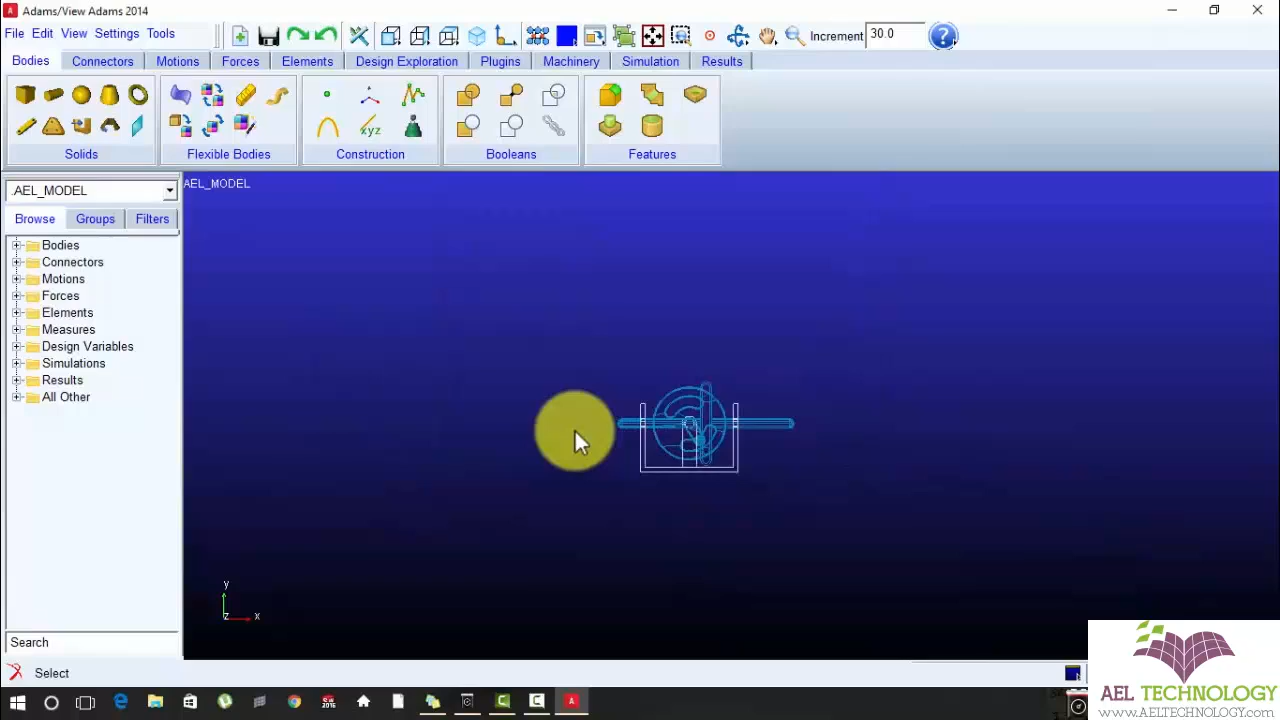 Adams/View Adams 2014
File Edit View Settings Tools
Increment 30.0
Bodies Connectors Motions Forces Elements Design Exploration Plugins Machinery Simulation Results
Solids Flexible Bodies Construction Booleans Features
.AEL_MODEL
AEL_MODEL
Browse Groups Filters
Bodies
Connectors
Motions
Forces
Elements
Measures
Design Variables
Simulations
Results
All Other
y
z x
Search
Select
AEL TECHNOLOGY
www.AELTECHNOLOGY.com